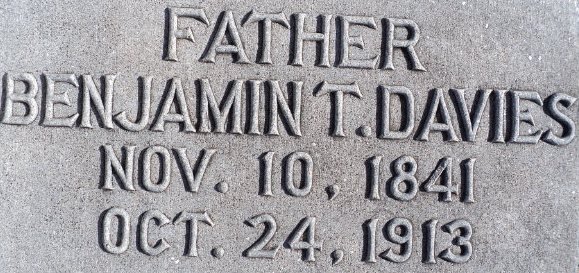 FATHER
BENJAMIN T. DAVIES
NOV. 10, 1841
OCT. 24, 1913